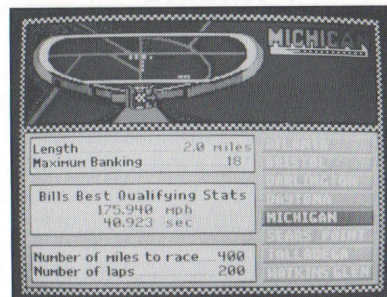 MICHIGAN
Length 2.0 miles
Maximum Banking 18
Bills Best Qualifying Stats
175.940 mph
40.923 sec
Number of miles to race 400
Number of laps 200
ATLANTA
BRISTOL
DARLINGTON
DAYTONA
MICHIGAN
SEARS POINT
TALLADEGA
WATKINS GLEN